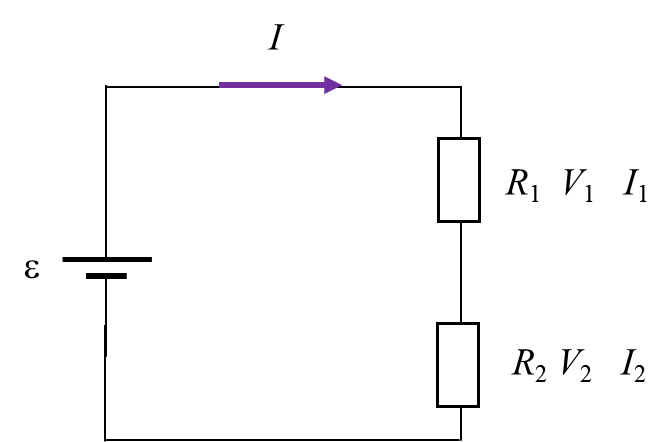 I
R₁ V₁ I₁
ε
R₂ V₂ I₂